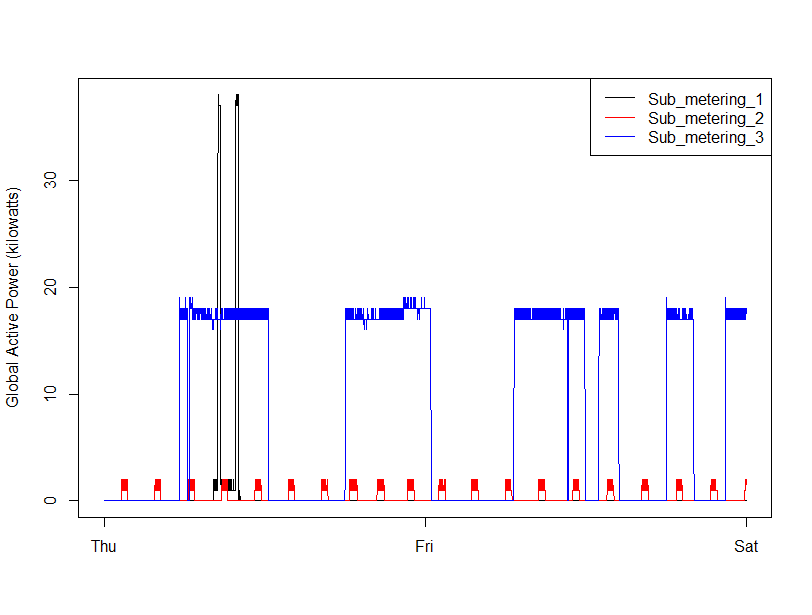 Sub_metering_1
Sub_metering_2
Sub_metering_3
Global Active Power (kilowatts)
30
20
10
0
Thu Fri Sat